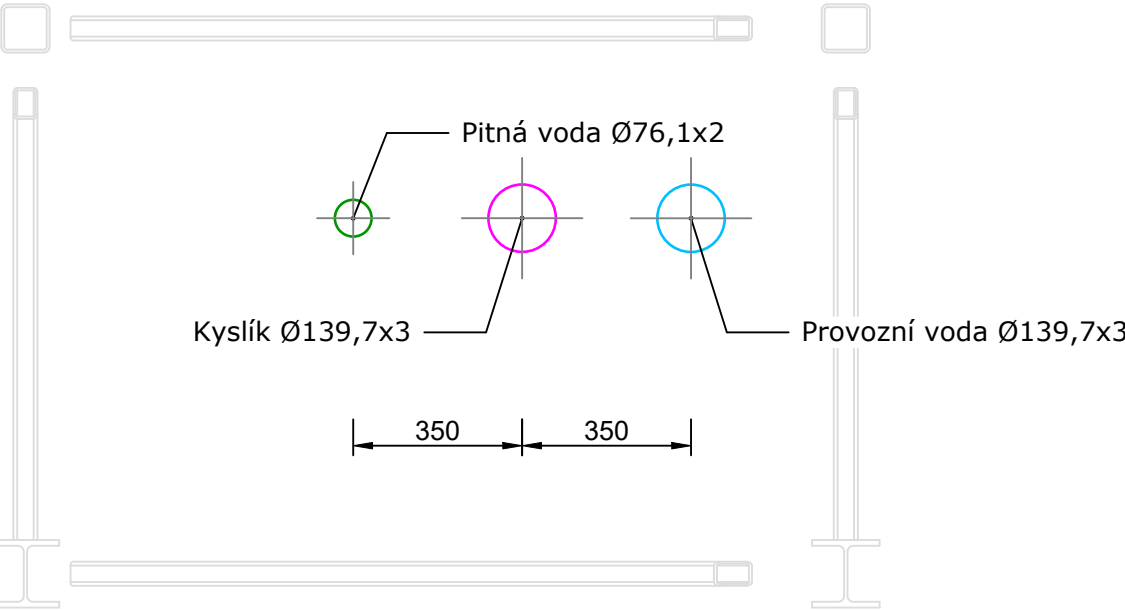 Pitná voda Ø76,1x2
Kyslík Ø139,7x3
Provozní voda Ø139,7x3
350
350